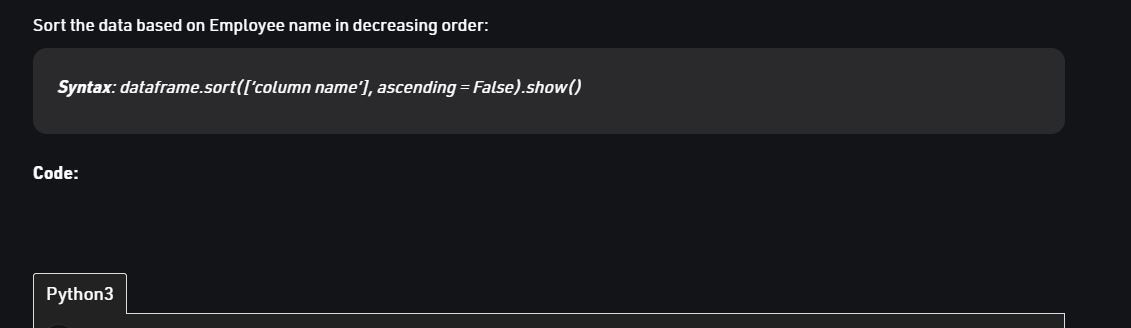 Sort the data based on Employee name in decreasing order:
Syntax: dataframe.sort(['column name'], ascending = False).show()
Code:
Python3